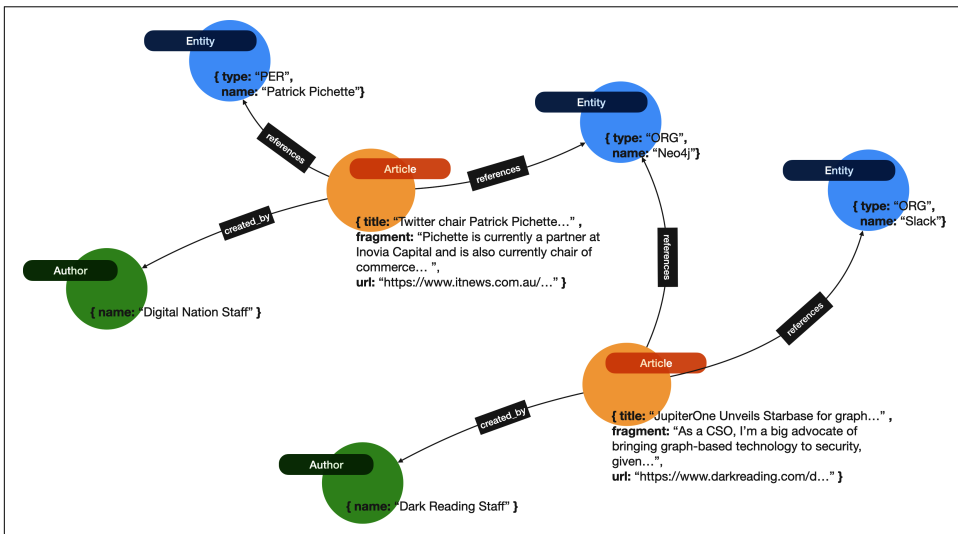 Entity
{ type: “PER”,
name: “Patrick Pichette”}
references
Entity
{ type: “ORG”,
name: “Neo4j”}
references
Article
{ title: “Twitter chair Patrick Pichette…” ,
fragment: “Pichette is currently a partner at
Inovia Capital and is also currently chair of
commerce… ”,
url: “https://www.itnews.com.au/…” }
created_by
Author
{ name: “Digital Nation Staff” }
Entity
{ type: “ORG”,
name: “Slack”}
references
references
Article
{ title: “JupiterOne Unveils Starbase for graph…” ,
fragment: “As a CSO, I’m a big advocate of
bringing graph-based technology to security,
given…”,
url: “https://www.darkreading.com/d…” }
created_by
Author
{ name: “Dark Reading Staff” }